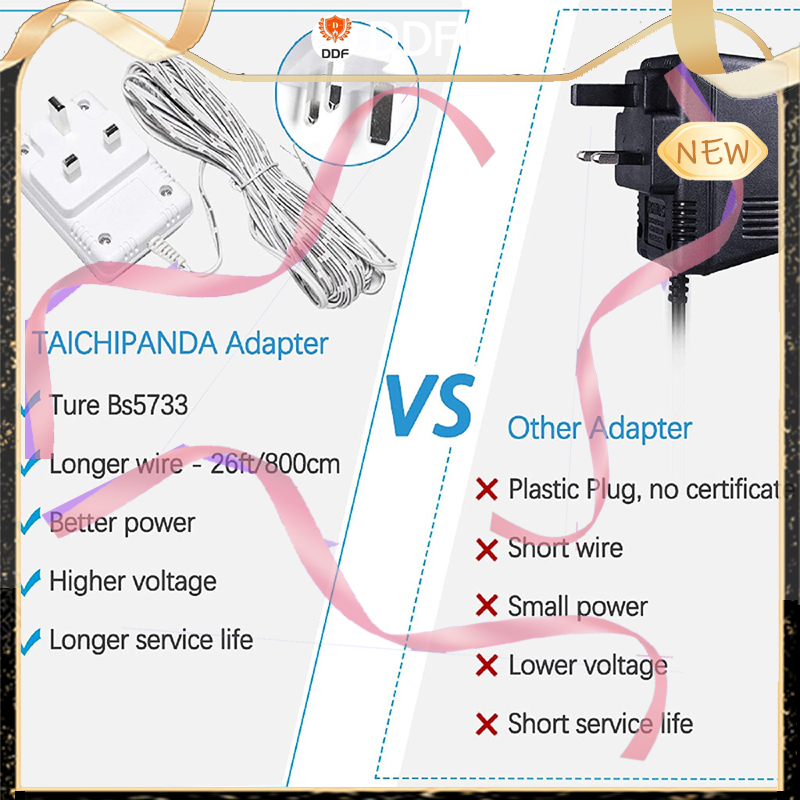 DDF
DDF
NEW
TAICHIPANDA Adapter
Ture Bs5733
Longer wire - 26ft/800cm
Better power
Higher voltage
Longer service life
VS
Other Adapter
Plastic Plug, no certificate
Short wire
Small power
Lower voltage
Short service life